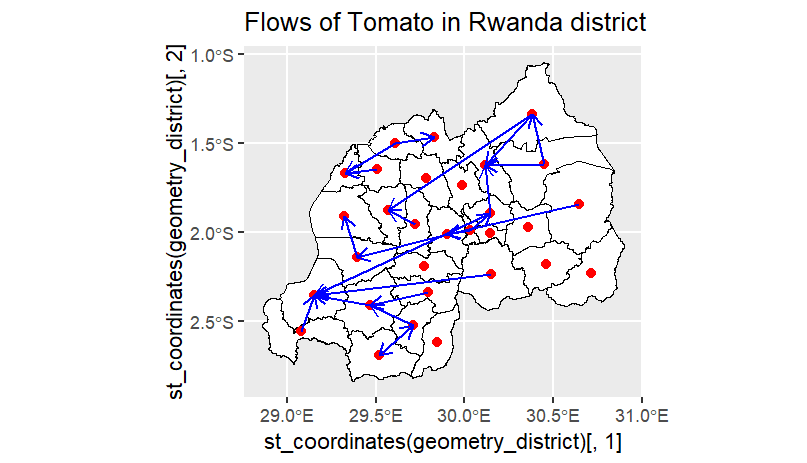 Flows of Tomato in Rwanda district
st_coordinates(geometry_district)[, 2]
1.0°S
1.5°S
2.0°S
2.5°S
29.0°E 29.5°E 30.0°E 30.5°E 31.0°E
st_coordinates(geometry_district)[, 1]